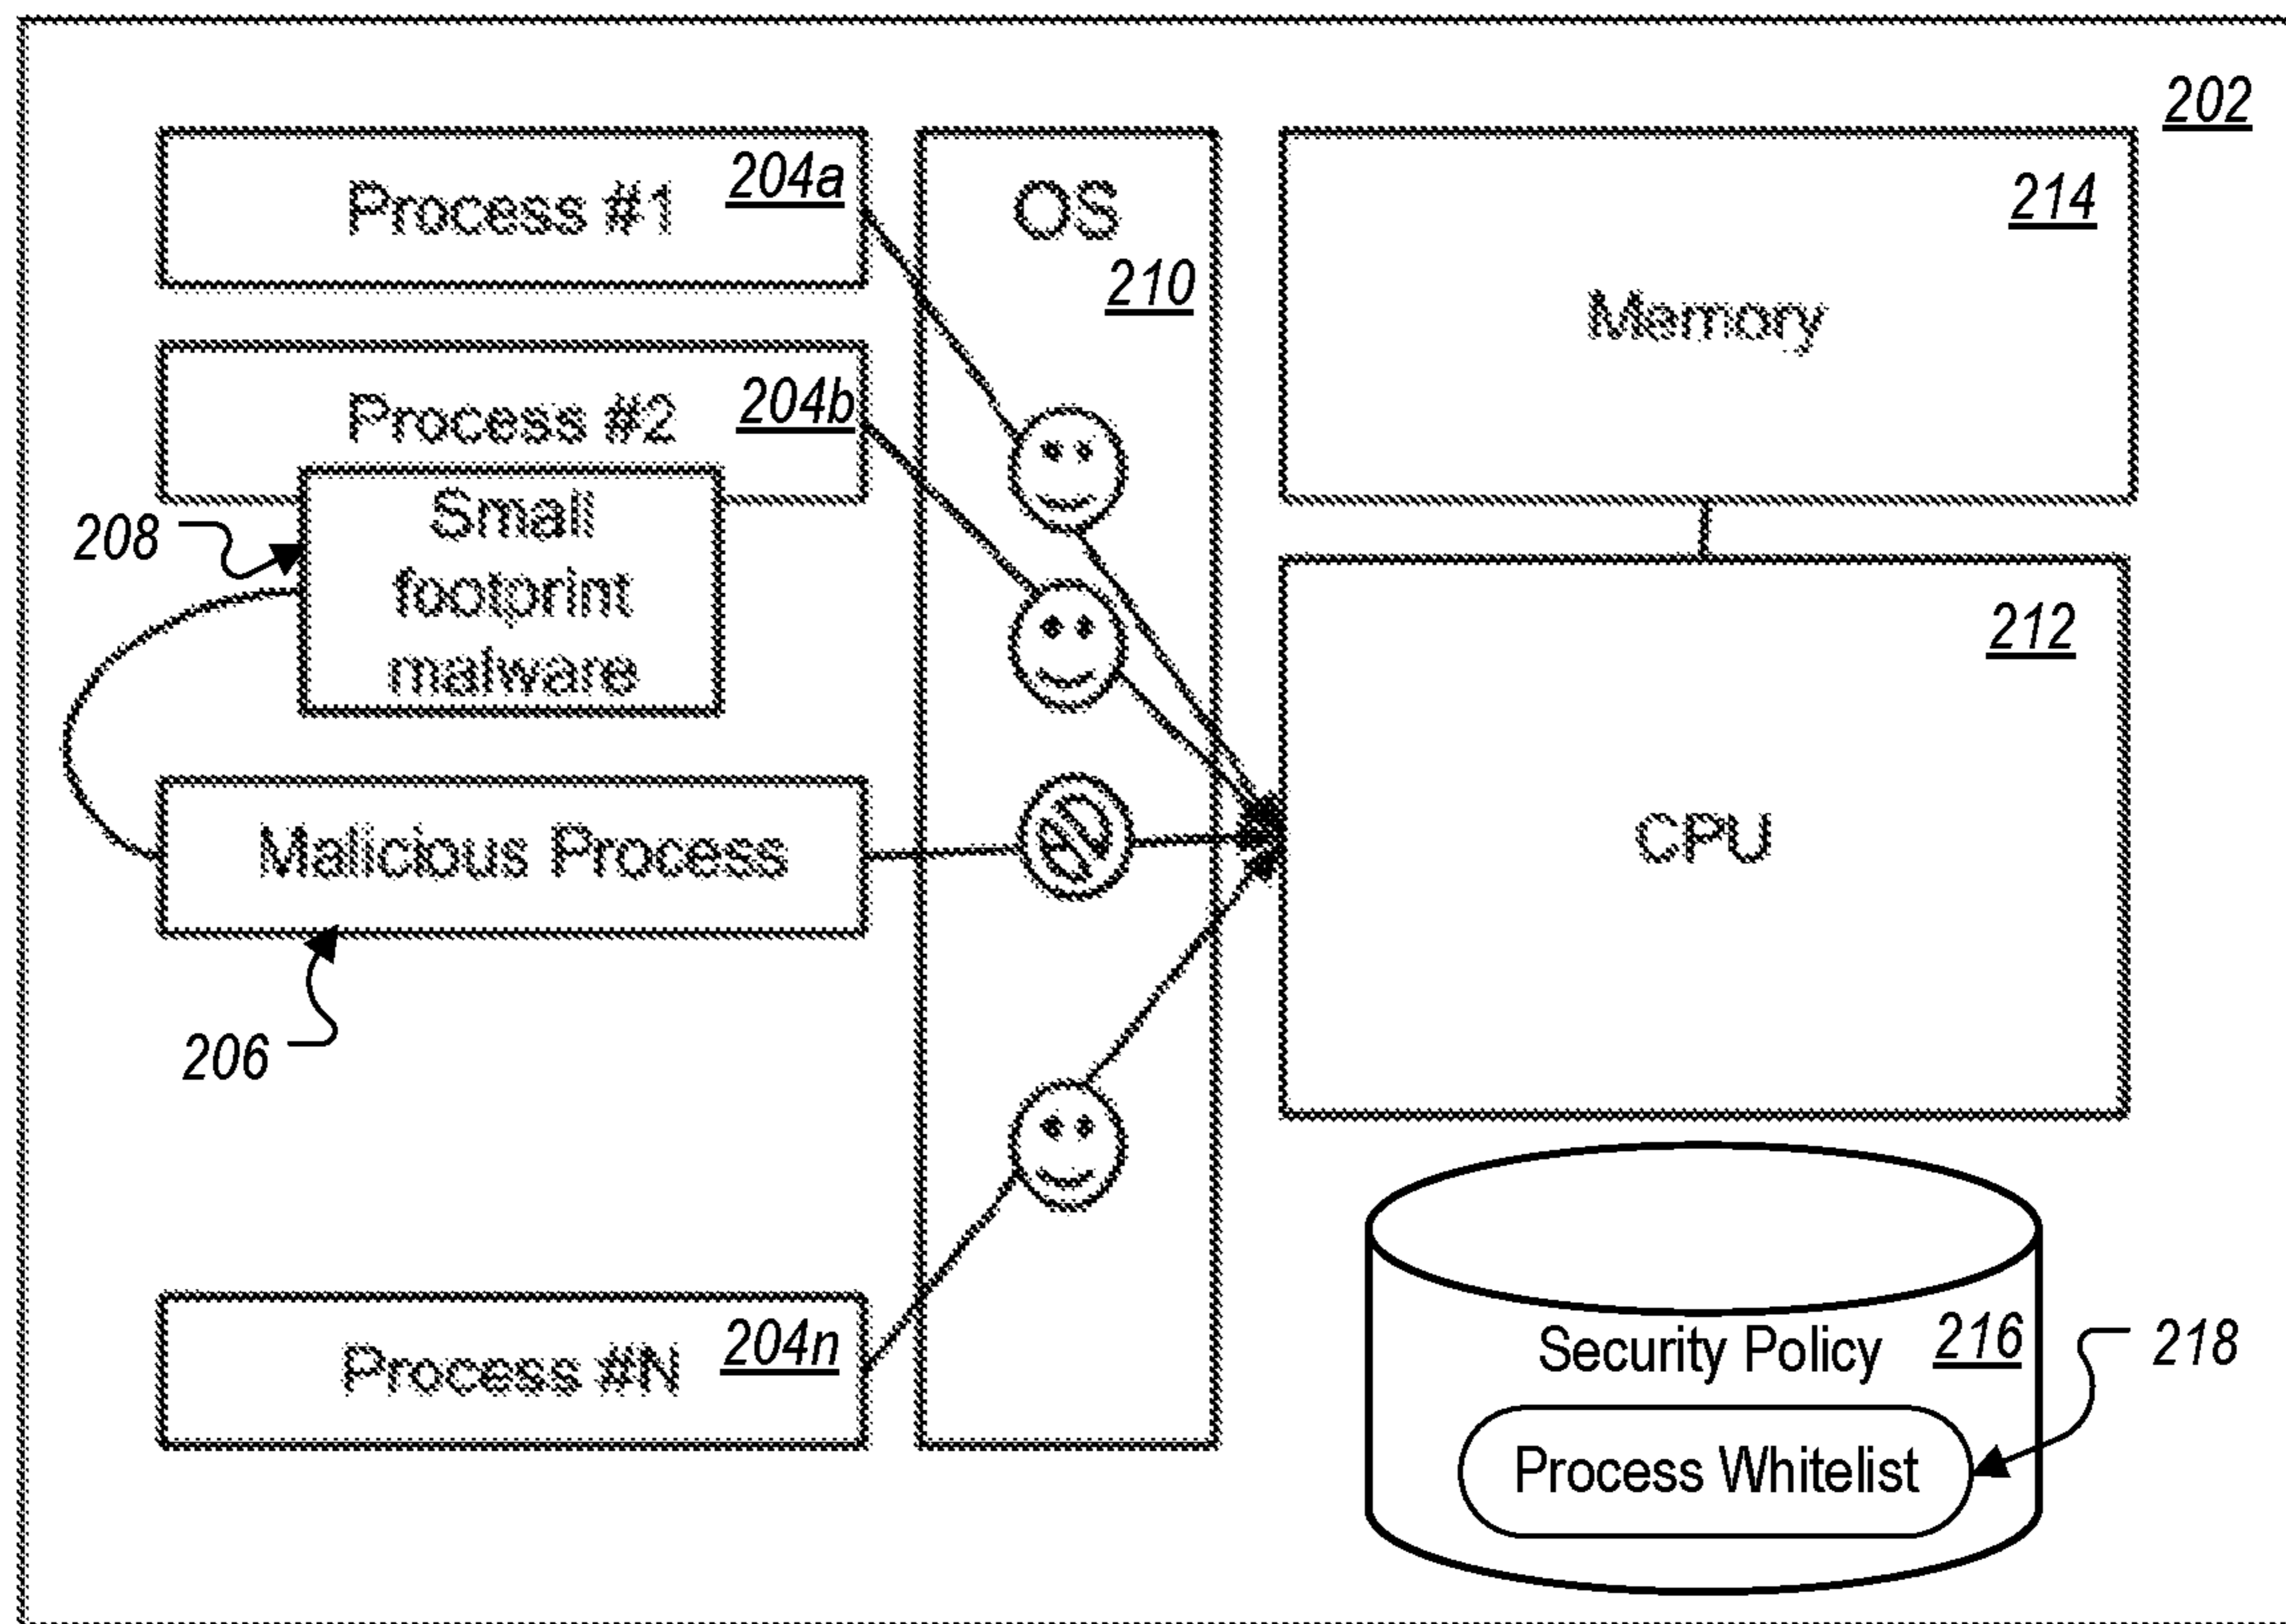 202
Process #1 204a
OS
210
214
Memory
Process #2 204b
208
Small
footprint
malware
212
CPU
Malicious Process
206
Process #N 204n
Security Policy 216
218
Process Whitelist